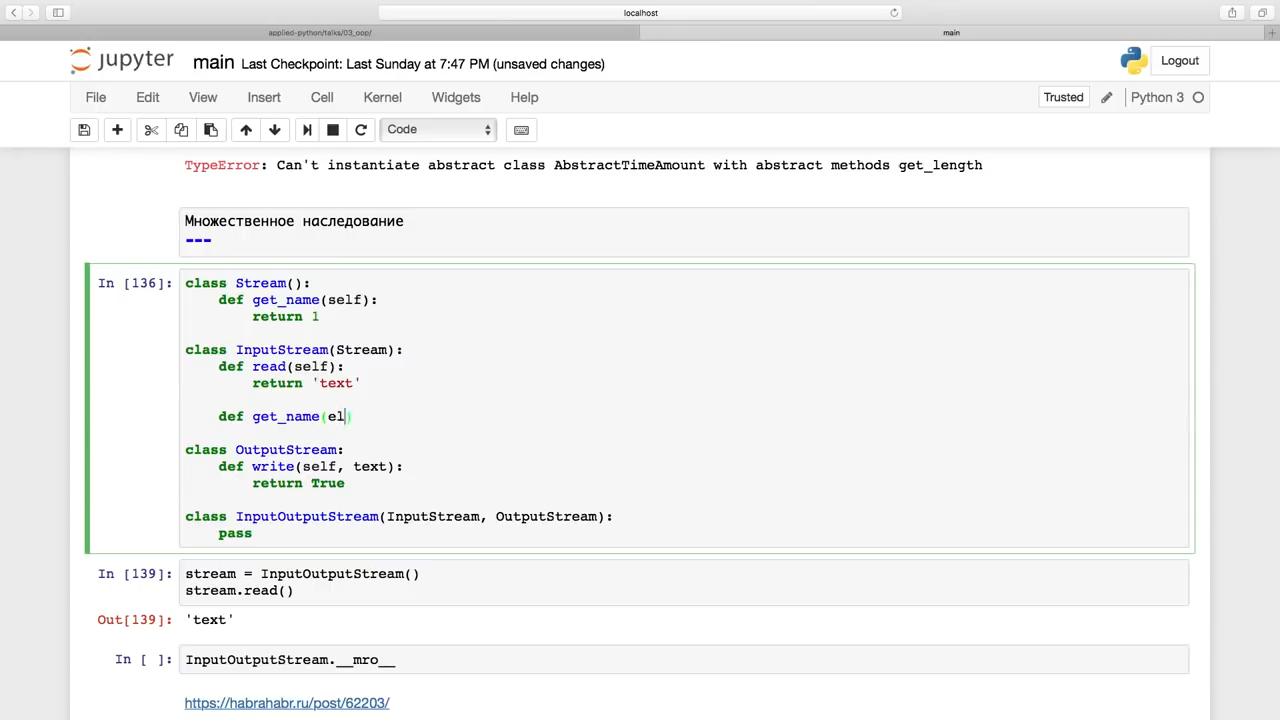 localhost
applied-python/talks/03_oop/
main
jupyter main Last Checkpoint: Last Sunday at 7:47 PM (unsaved changes)
Logout
File Edit View Insert Cell Kernel Widgets Help
Trusted Python 3
Code
TypeError: Can't instantiate abstract class AbstractTimeAmount with abstract methods get_length
Множественное наследование
---
In [136]: class Stream():
    def get_name(self):
        return 1
class InputStream(Stream):
    def read(self):
        return 'text'
    def get_name(el)
class OutputStream:
    def write(self, text):
        return True
class InputOutputStream(InputStream, OutputStream):
    pass
In [139]: stream = InputOutputStream()
stream.read()
Out[139]: 'text'
In [ ]: InputOutputStream.__mro__
https://habrahabr.ru/post/62203/